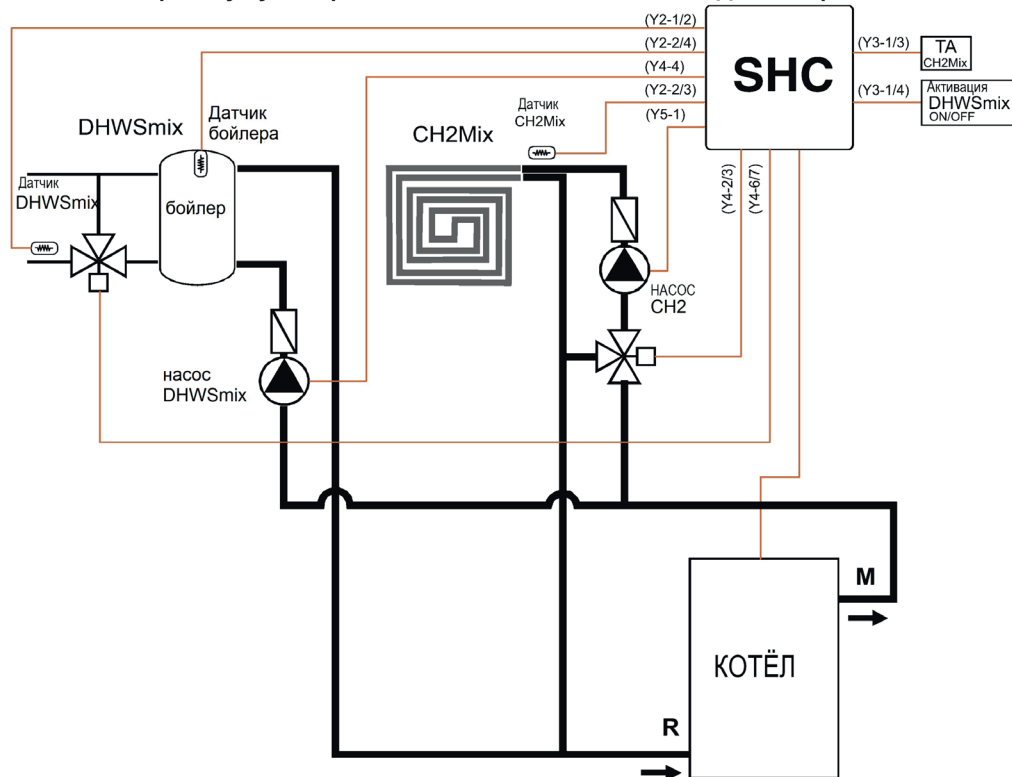 (Y2-1/2)
(Y2-2/4)
(Y4-4)
(Y2-2/3)
(Y5-1)
SHC
(Y3-1/3)
TA
CH2Mix
(Y3-1/4)
Активация
DHWSmix
ON/OFF
(Y4-2/3)
(Y4-6/7)
DHWSmix
Датчик
бойлера
Датчик
CH2Mix
CH2Mix
Датчик
DHWSmix
бойлер
НАСОС
CH2
насос
DHWSmix
M
КОТЁЛ
R